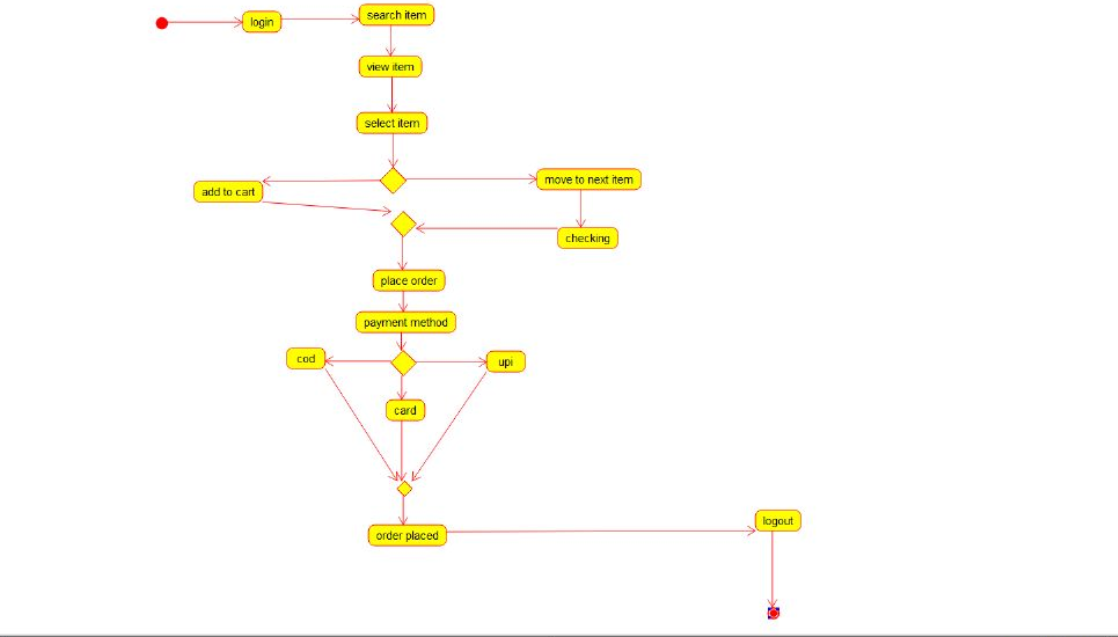 login
search item
view item
select item
add to cart
move to next item
checking
place order
payment method
cod
upi
card
order placed
logout